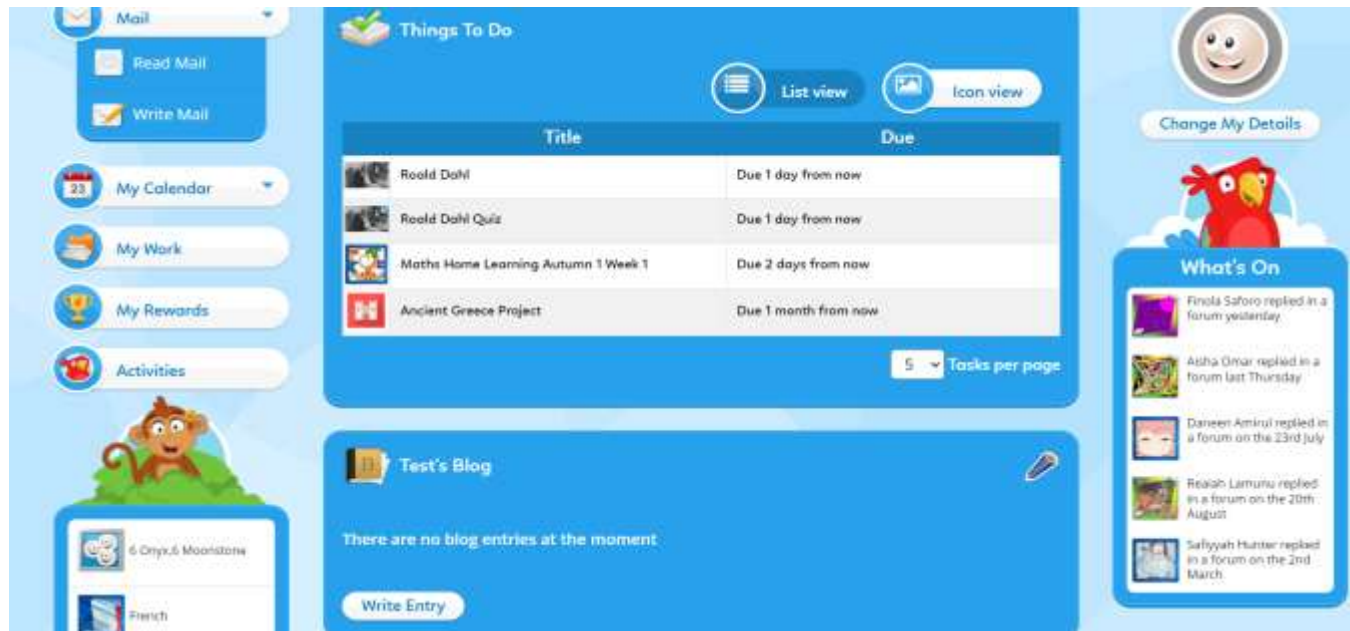 Mail
Read Mail
Write Mail
23
My Calendar
My Work
My Rewards
Activities
6 Onyx,6 Moonstone
French
Things To Do
List view
Icon view
Title Due
Roald Dahl Due 1 day from now
Roald Dahl Quiz Due 1 day from now
Maths Home Learning Autumn 1 Week 1 Due 2 days from now
Ancient Greece Project Due 1 month from now
5 Tasks per page
Test's Blog
There are no blog entries at the moment
Write Entry
Change My Details
What's On
Finola Saforo replied in a
forum yesterday
Aisha Omar replied in a
forum last Thursday
Daneen Amirul replied in
a forum on the 23rd July
Reaiah Lamunu replied
in a forum on the 20th
August
Safiyyah Hunter replied
in a forum on the 2nd
March